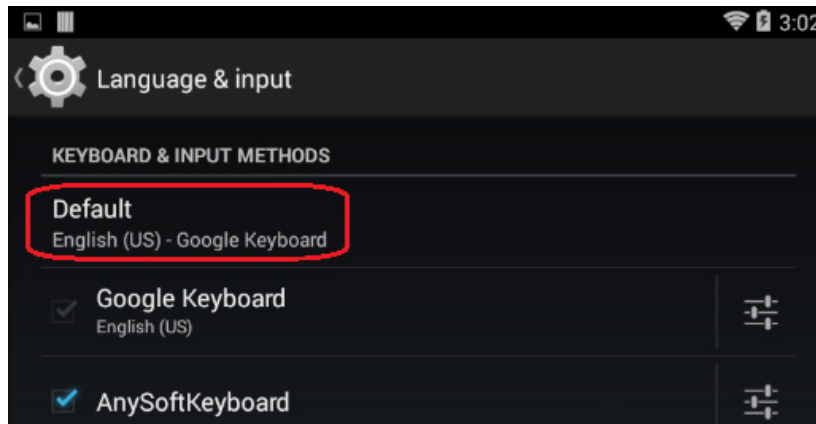 3:02
Language & input
KEYBOARD & INPUT METHODS
Default
English (US) - Google Keyboard
Google Keyboard
English (US)
AnySoftKeyboard